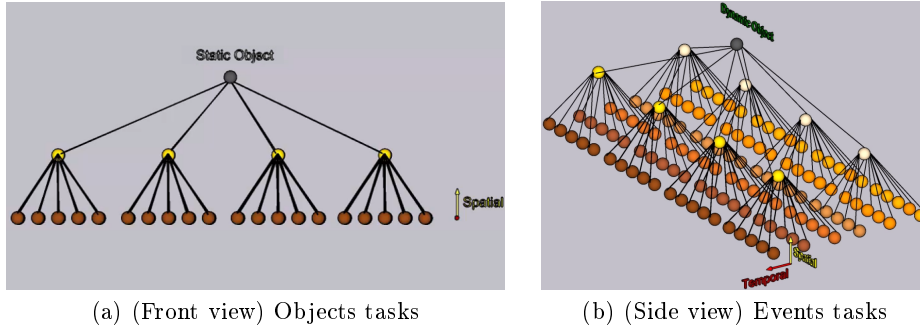 Static Object
Spatial
Dynamic Object
Spatial
Temporal
(a) (Front view) Objects tasks
(b) (Side view) Events tasks